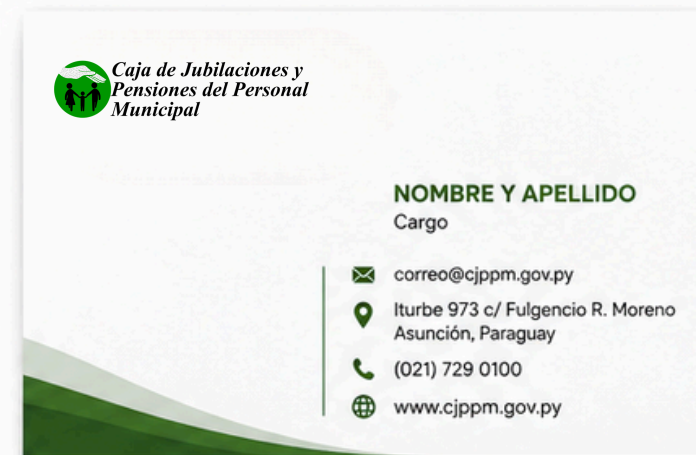 Caja de Jubilaciones y
Pensiones del Personal
Municipal
NOMBRE Y APELLIDO
Cargo
correo@cjppm.gov.py
Iturbe 973 c/ Fulgencio R. Moreno
Asunción, Paraguay
(021) 729 0100
www.cjppm.gov.py